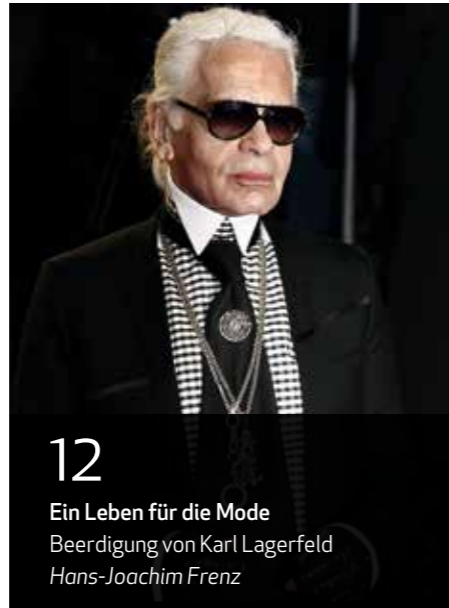 12
Ein Leben für die Mode
Beerdigung von Karl Lagerfeld
Hans-Joachim Frenz